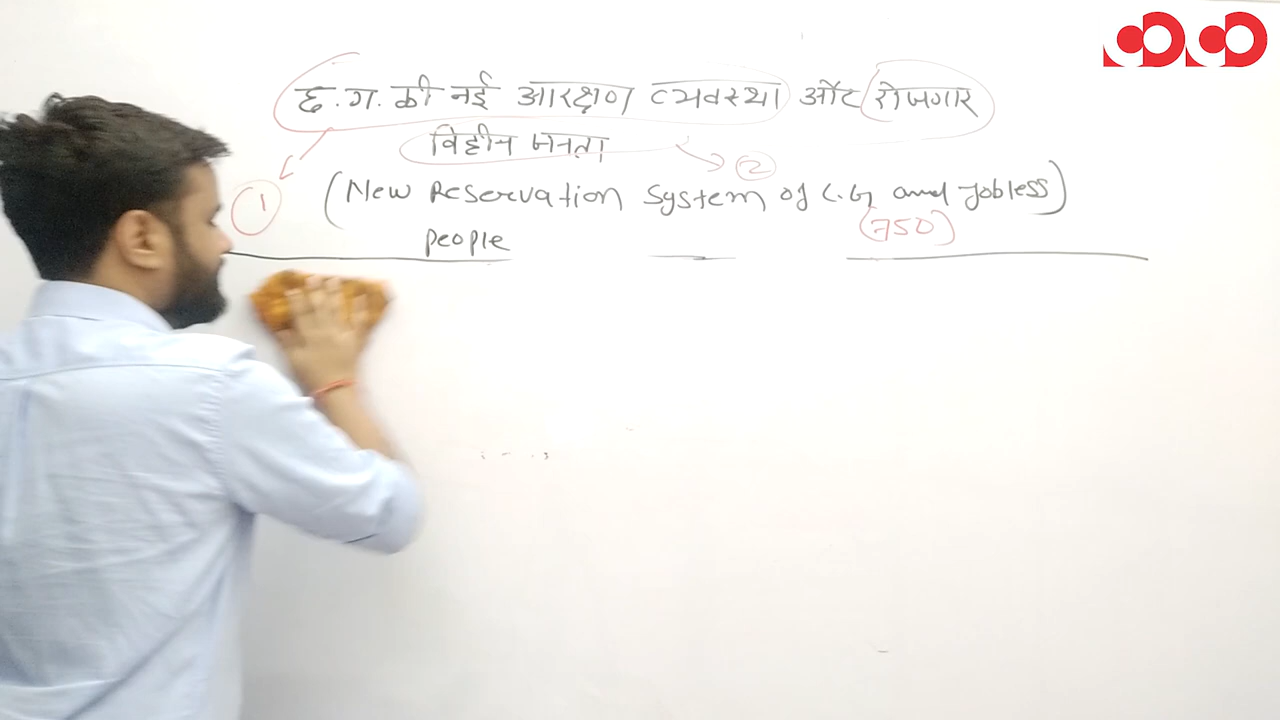 छ.ग. की नई आरक्षण व्यवस्था और रोजगार
विहीन जनता
②
① (New Reservation System of C.G and Jobless)
(750)
people